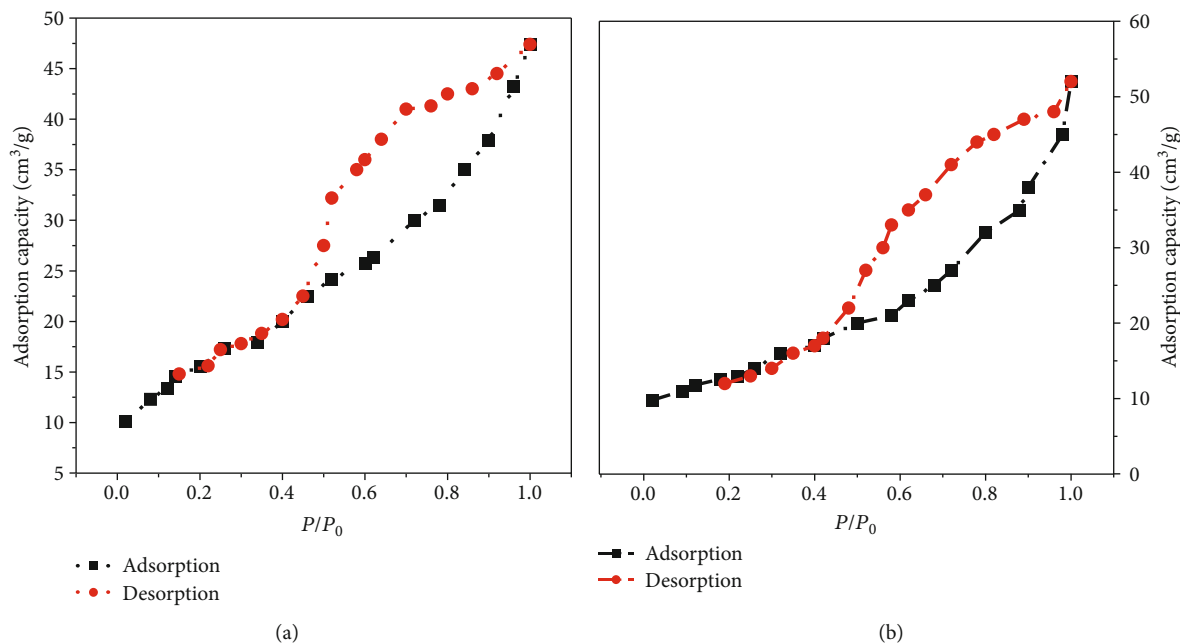 50
45
40
35
30
25
20
15
10
5
Adsorption capacity (cm³/g)
0.0 0.2 0.4 0.6 0.8 1.0
P/P₀
Adsorption
Desorption
(a)
60
50
40
30
20
10
0
Adsorption capacity (cm³/g)
0.0 0.2 0.4 0.6 0.8 1.0
P/P₀
Adsorption
Desorption
(b)